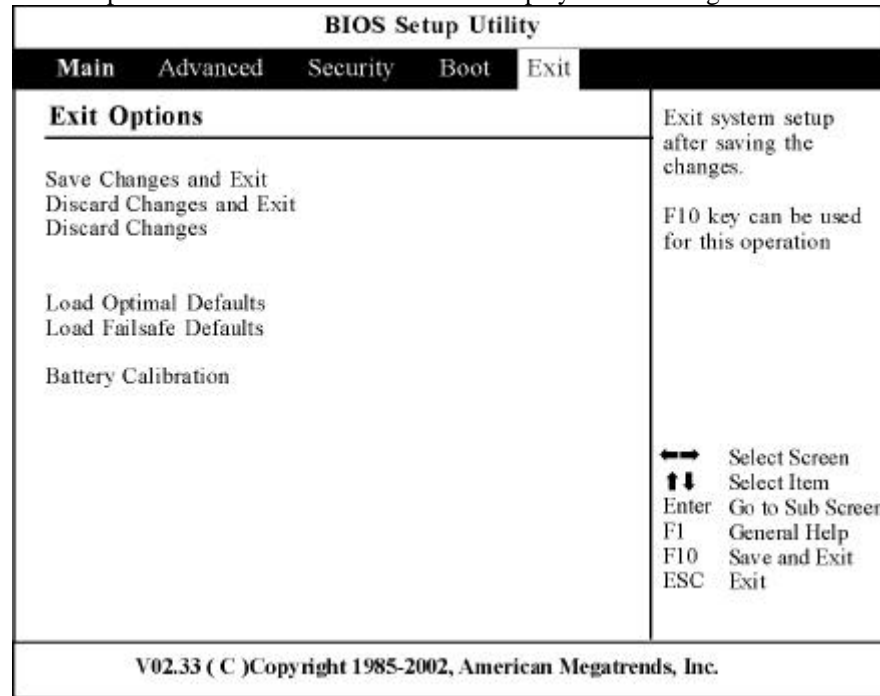 BIOS Setup Utility
Main Advanced Security Boot Exit
Exit Options
Save Changes and Exit
Discard Changes and Exit
Discard Changes
Load Optimal Defaults
Load Failsafe Defaults
Battery Calibration
Exit system setup
after saving the
changes.
F10 key can be used
for this operation
Select Screen
Select Item
Enter Go to Sub Screen
F1 General Help
F10 Save and Exit
ESC Exit
V02.33 ( C )Copyright 1985-2002, American Megatrends, Inc.